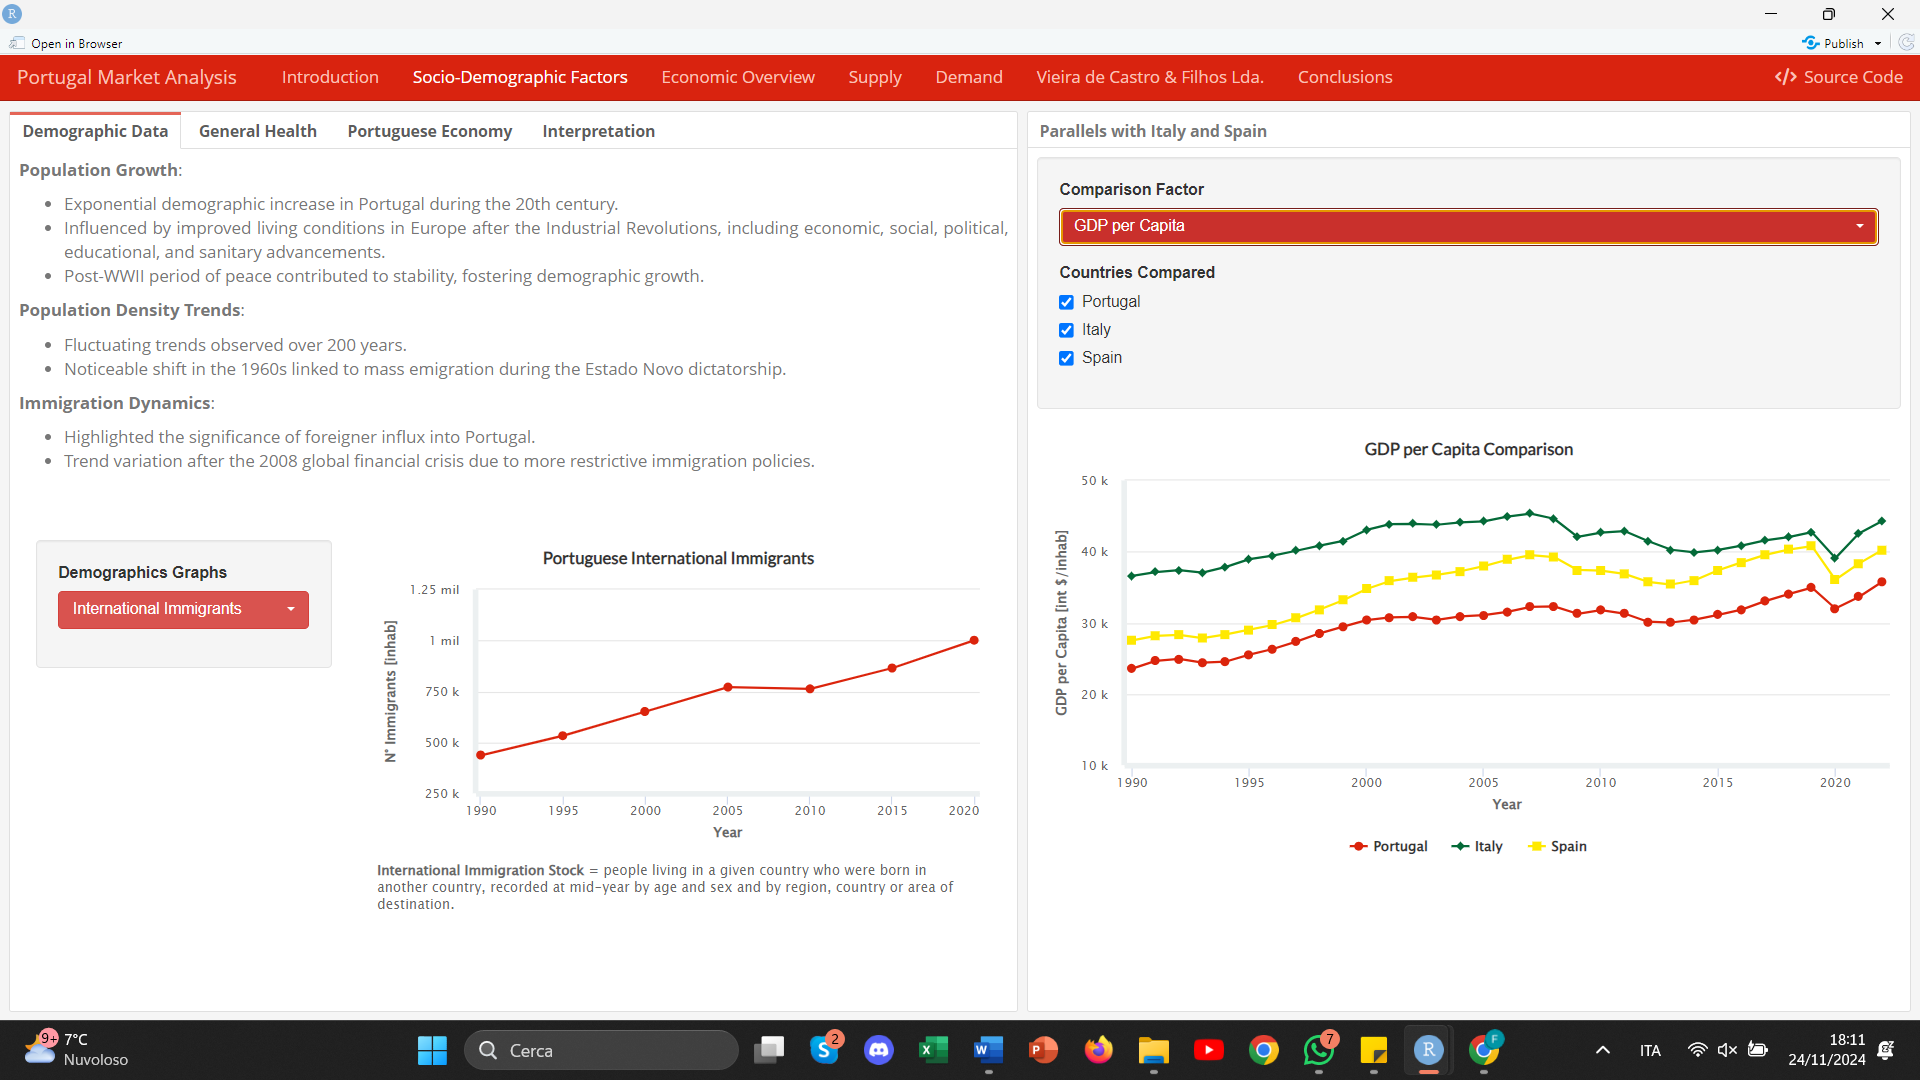 R
Open in Browser
Publish
Portugal Market Analysis
Introduction
Socio-Demographic Factors
Economic Overview
Supply
Demand
Vieira de Castro & Filhos Lda.
Conclusions
</> Source Code
Demographic Data
General Health
Portuguese Economy
Interpretation
Population Growth:
• Exponential demographic increase in Portugal during the 20th century.
• Influenced by improved living conditions in Europe after the Industrial Revolutions, including economic, social, political,
educational, and sanitary advancements.
• Post-WWII period of peace contributed to stability, fostering demographic growth.
Population Density Trends:
• Fluctuating trends observed over 200 years.
• Noticeable shift in the 1960s linked to mass emigration during the Estado Novo dictatorship.
Immigration Dynamics:
• Highlighted the significance of foreigner influx into Portugal.
• Trend variation after the 2008 global financial crisis due to more restrictive immigration policies.
Demographics Graphs
International Immigrants
Portuguese International Immigrants
N° Immigrants [inhab]
1.25 mil
1 mil
750 k
500 k
250 k
1990
1995
2000
2005
2010
2015
2020
Year
International Immigration Stock = people living in a given country who were born in
another country, recorded at mid-year by age and sex and by region, country or area of
destination.
Parallels with Italy and Spain
Comparison Factor
GDP per Capita
Countries Compared
Portugal
Italy
Spain
GDP per Capita Comparison
GDP per Capita [int $/inhab]
50 k
40 k
30 k
20 k
10 k
1990
1995
2000
2005
2010
2015
2020
Year
Portugal
Italy
Spain
9+
7°C
Nuvoloso
Cerca
2
W
P
7
R
F
ITA
18:11
24/11/2024